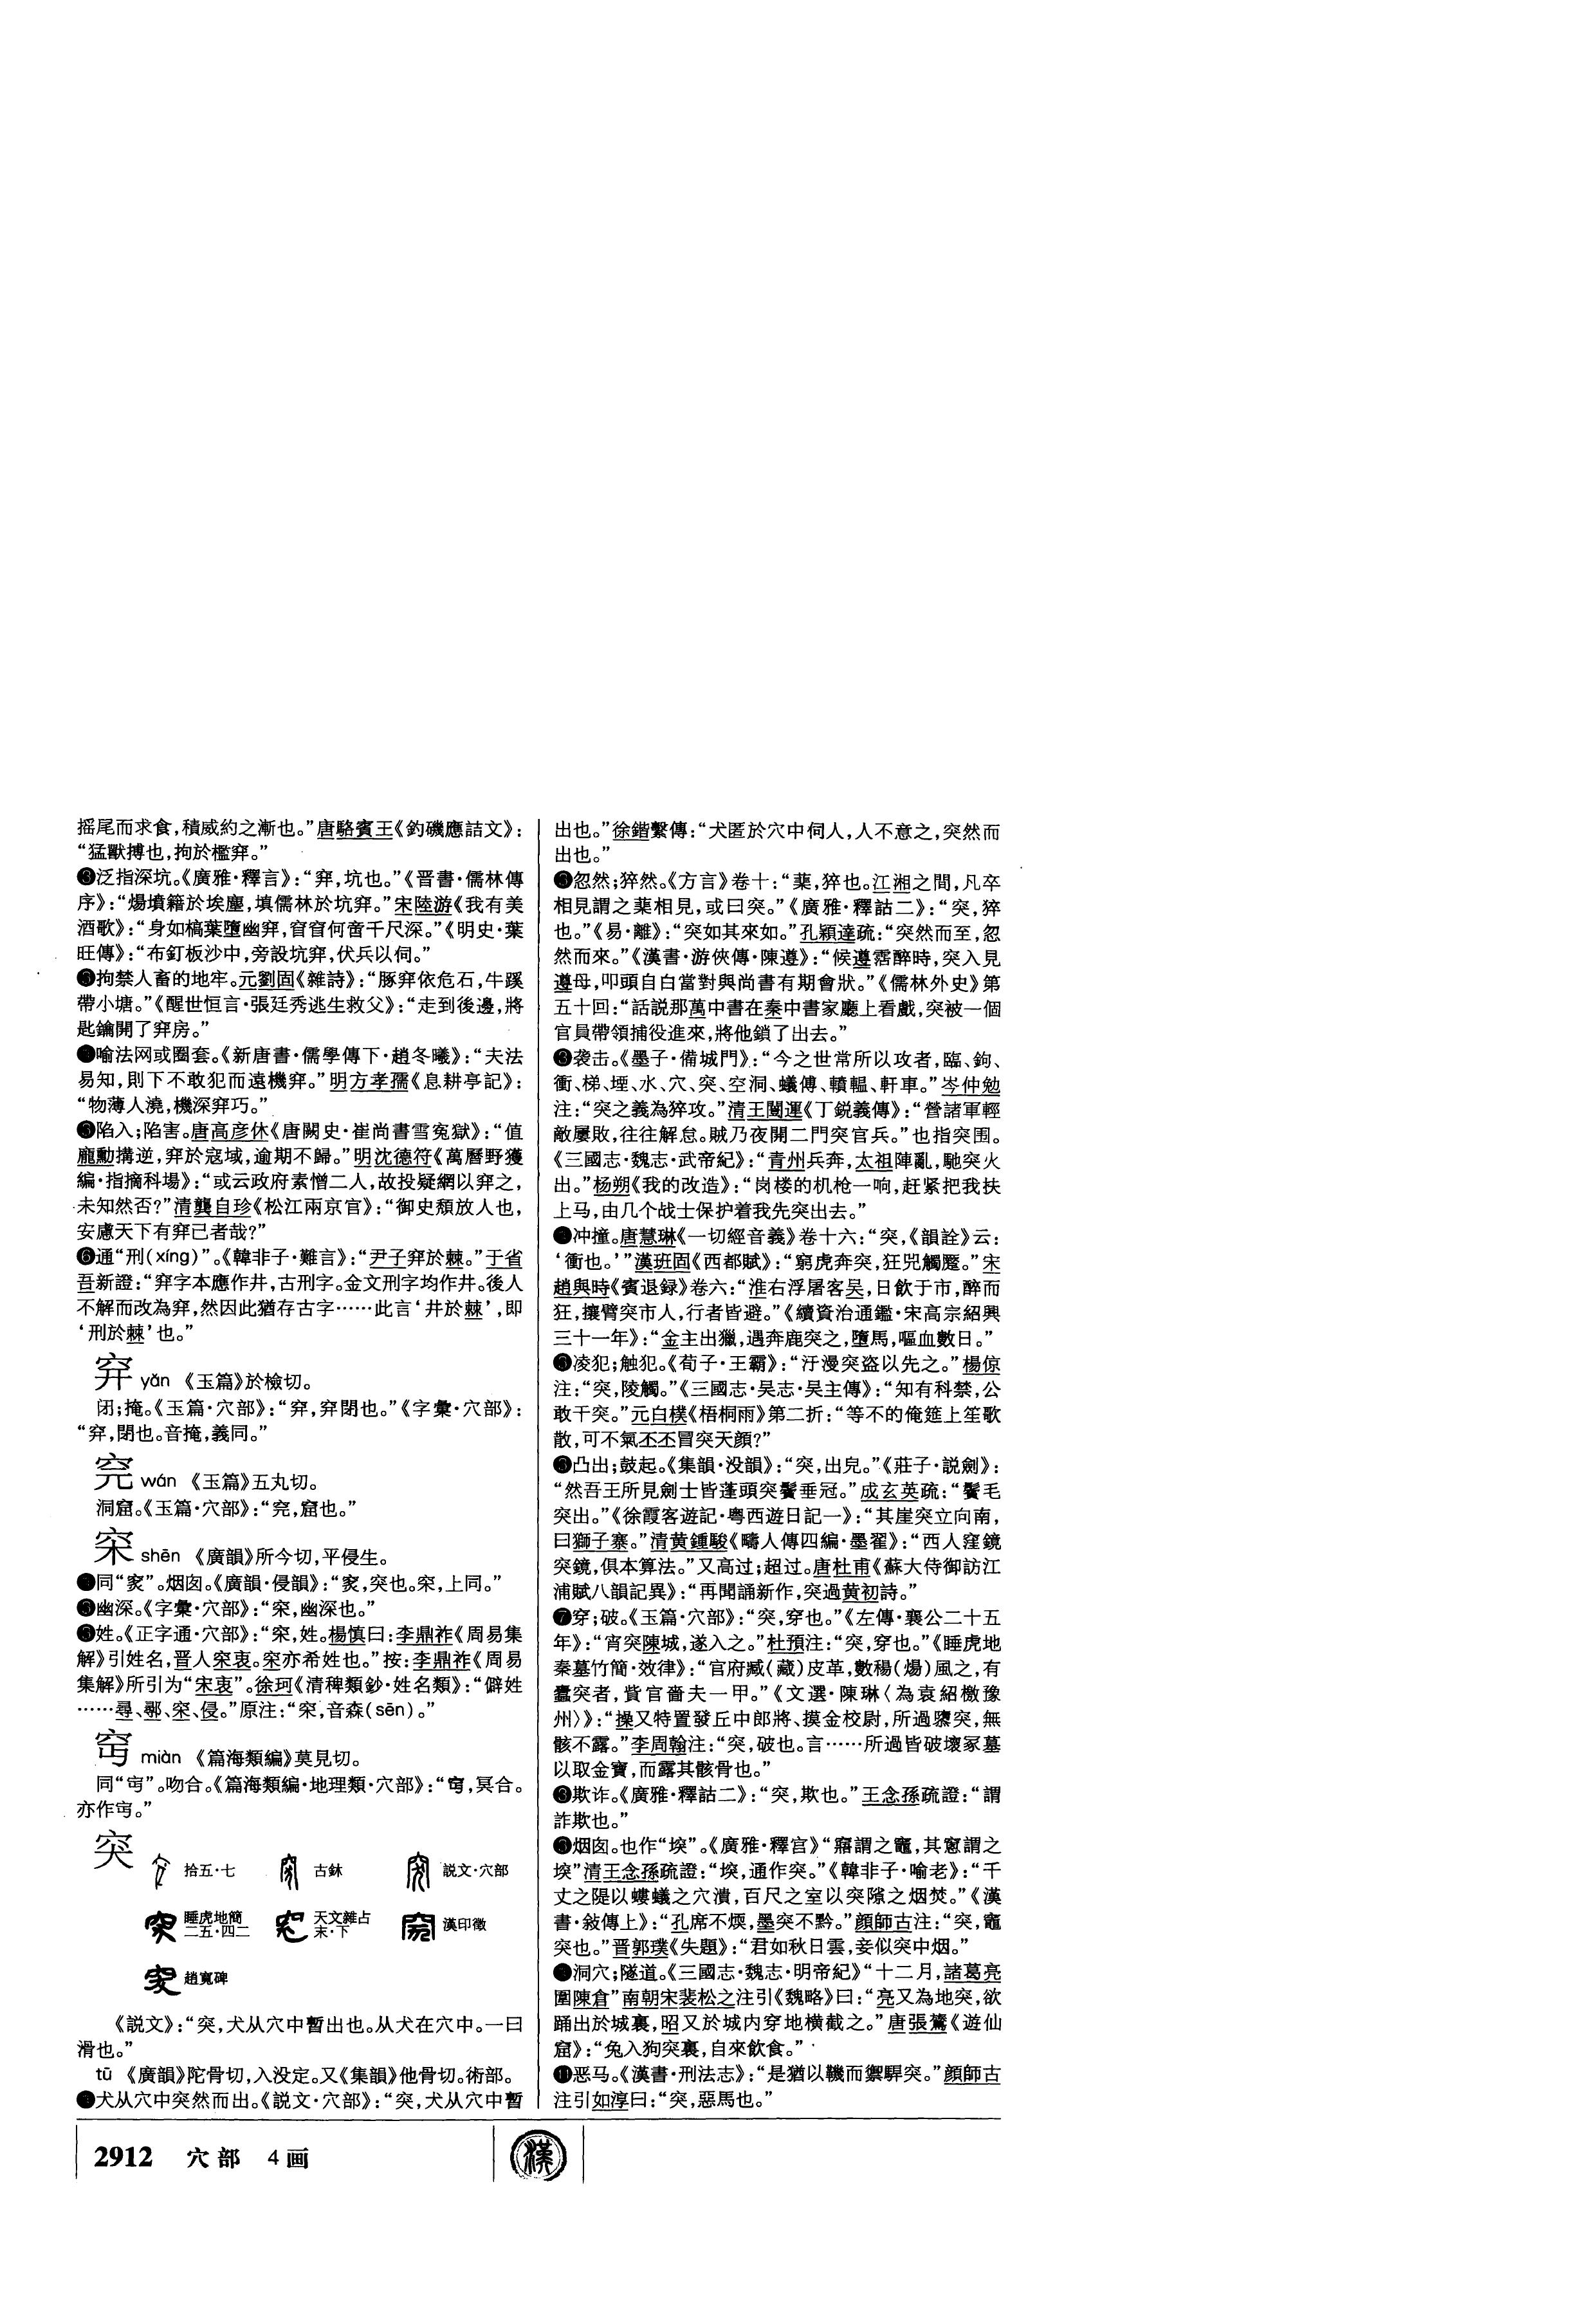 摇尾而求食，積威約之漸也。”唐駱賓王《釣磯應詰文》：
“猛獸搏也，拘於檻穽。”
❷泛指深坑。《廣雅·釋言》：“穽，坑也。”《晋書·儒林傳
序》：“煬墳籍於埃塵，填儒林於坑穽。”宋陸游《我有美
酒歌》：“身如槁葉墮幽穽，窅窅何啻千尺深。”《明史·葉
旺傳》：“布釘板沙中，旁設坑穽，伏兵以伺。”
❸拘禁人畜的地牢。元劉固《雜詩》：“豚穽依危石，牛蹊
帶小塘。”《醒世恒言·張廷秀逃生救父》：“走到後邊，將
匙鑰開了穽房。”
❹喻法网或圈套。《新唐書·儒學傳下·趙冬曦》：“夫法
易知，則下不敢犯而遠機穽。”明方孝孺《息耕亭記》：
“物薄人澆，機深穽巧。”
❺陷入；陷害。唐高彦休《唐闕史·崔尚書雪寃獄》：“值
龐勳搆逆，穽於寇域，逾期不歸。”明沈德符《萬曆野獲
編·指摘科場》：“或云政府素憎二人，故投疑網以穽之，
未知然否？”清龔自珍《松江兩京官》：“御史頽放人也，
安慮天下有穽己者哉？”
❻通“刑(xíng)”。《韓非子·難言》：“尹子穽於棘。”于省
吾新證：“穽字本應作井，古刑字。金文刑字均作井。後人
不解而改為穽，然因此猶存古字……此言‘井於棘’，即
‘刑於棘’也。”
yǎn 《玉篇》於檢切。
闭；掩。《玉篇·穴部》：“，閉也。”《字彙·穴部》：
“，閉也。音掩，義同。”
䆓 wán 《玉篇》五丸切。
洞窟。《玉篇·穴部》：“，窟也。”
穼 shēn 《廣韻》所今切，平侵生。
❶同“”。烟囱。《廣韻·侵韻》：“，突也。穼，上同。”
❷幽深。《字彙·穴部》：“穼，幽深也。”
❸姓。《正字通·穴部》：“穼，姓。楊慎曰：李鼎祚《周易集
解》引姓名，晋人穼衷。穼亦希姓也。”按：李鼎祚《周易
集解》所引为“宋衷”。徐珂《清稗類鈔·姓名類》：“僻姓
……尋、鄩、穼、侵。”原注：“穼，音森(sēn)。”
miàn 《篇海類編》莫見切。
同“”。吻合。《篇海類編·地理類·穴部》：“，冥合。
亦作。”
突 拾五·七 古鉢 説文·穴部
睡虎地簡二五·四二 天文雜占末·下 漢印徵
趙寬碑
《説文》：“突，犬从穴中暫出也。从犬在穴中。一曰
滑也。”
tū 《廣韻》陀骨切，入没定。又《集韻》他骨切。術部。
❶犬从穴中突然而出。《説文·穴部》：“突，犬从穴中暫
出也。”徐鍇繫傳：“犬匿於穴中伺人，人不意之，突然而
出也。”
❷忽然；猝然。《方言》卷十：“䓤，猝也。江湘之間，凡卒
相見謂之䓤相見，或曰突。”《廣雅·釋詁二》：“突，猝
也。”《易·離》：“突如其來如。”孔穎達疏：“突然而至，忽
然而來。”《漢書·游俠傳·陳遵》：“候遵霑醉時，突入見
遵母，叩頭自白當對與尚書有期會狀。”《儒林外史》第
五十回：“話説那萬中書在秦中書家廳上看戲，突被一個
官員帶領捕役進來，將他鎖了出去。”
❸袭击。《墨子·備城門》：“今之世常所以攻者，臨、鉤、
衝、梯、堙、水、穴、突、空洞、蟻傅、轒轀、軒車。”岑仲勉
注：“突之義為猝攻。”清王闓運《丁鋭義傳》：“營諸軍輕
敵屢敗，往往解怠。賊乃夜開二門突官兵。”也指突围。
《三國志·魏志·武帝紀》：“青州兵奔，太祖陣亂，馳突火
出。”杨朔《我的改造》：“岗楼的机枪一响，赶紧把我扶
上马，由几个战士保护着我先突出去。”
❹冲撞。唐慧琳《一切經音義》卷十六：“突，《韻詮》云：
‘衝也。’”漢班固《西都賦》：“窮虎奔突，狂兕觸蹷。”宋
趙與時《賓退録》卷六：“淮右浮屠客吴，日飲于市，醉而
狂，攘臂突市人，行者皆避。”《續資治通鑑·宋高宗紹興
三十一年》：“金主出獵，遇奔鹿突之，墮馬，嘔血數日。”
❺凌犯；触犯。《荀子·王霸》：“汙漫突盗以先之。”楊倞
注：“突，陵觸。”《三國志·吴志·吴主傳》：“知有科禁，公
敢干突。”元白樸《梧桐雨》第二折：“等不的俺筵上笙歌
散，可不氣丕丕冒突天顔？”
❻凸出；鼓起。《集韻·没韻》：“突，出皃。”《莊子·説劍》：
“然吾王所見劍士皆蓬頭突鬢垂冠。”成玄英疏：“鬢毛
突出。”《徐霞客遊記·粤西遊日記一》：“其崖突立向南，
曰獅子寨。”清黄鍾駿《疇人傳四編·墨翟》：“西人窪鏡
突鏡，俱本算法。”又高过；超过。唐杜甫《蘇大侍御訪江
浦賦八韻記異》：“再聞誦新作，突過黄初詩。”
❼穿；破。《玉篇·穴部》：“突，穿也。”《左傳·襄公二十五
年》：“宵突陳城，遂入之。”杜預注：“突，穿也。”《睡虎地
秦墓竹簡·效律》：“官府臧(藏)皮革，數楊(煬)風之，有
蠹突者，貲官嗇夫一甲。”《文選·陳琳〈為袁紹檄豫
州〉》：“操又特置發丘中郎將、摸金校尉，所過隳突，無
骸不露。”李周翰注：“突，破也。言……所過皆破壞冢墓
以取金寶，而露其骸骨也。”
❽欺诈。《廣雅·釋詁二》：“突，欺也。”王念孫疏證：“謂
詐欺也。”
❾烟囱。也作“堗”。《廣雅·釋宫》“窹謂之竈，其窻謂之
堗”清王念孫疏證：“堗，通作突。”《韓非子·喻老》：“千
丈之隄以螻蟻之穴潰，百尺之室以突隙之烟焚。”《漢
書·敍傳上》：“孔席不煗，墨突不黔。”顔師古注：“突，竈
突也。”晋郭璞《失題》：“君如秋日雲，妾似突中烟。”
❿洞穴；隧道。《三國志·魏志·明帝紀》“十二月，諸葛亮
圍陳倉”南朝宋裴松之注引《魏略》曰：“亮又為地突，欲
踊出於城裏，昭又於城内穿地横截之。”唐張鷟《遊仙
窟》：“兔入狗突裏，自來飲食。”
⓫恶马。《漢書·刑法志》：“是猶以鞿而禦駻突。”顔師古
注引如淳曰：“突，惡馬也。”
2912 穴部 4画 漢